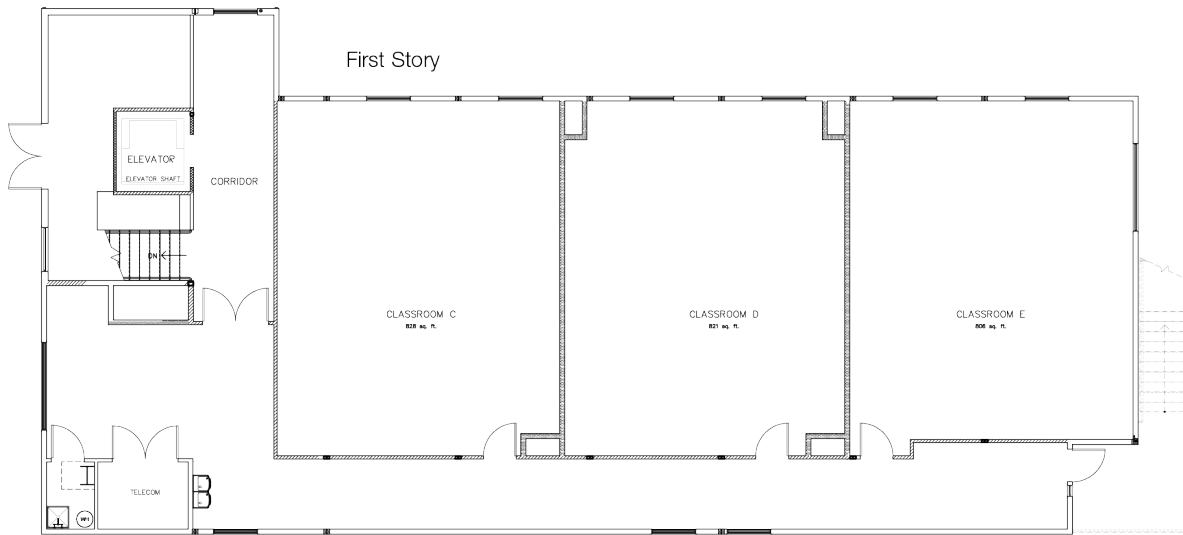 First Story
ELEVATOR
ELEVATOR SHAFT
CORRIDOR
DN
CLASSROOM C
828 sq. ft.
CLASSROOM D
821 sq. ft.
CLASSROOM E
806 sq. ft.
TELECOM
WH